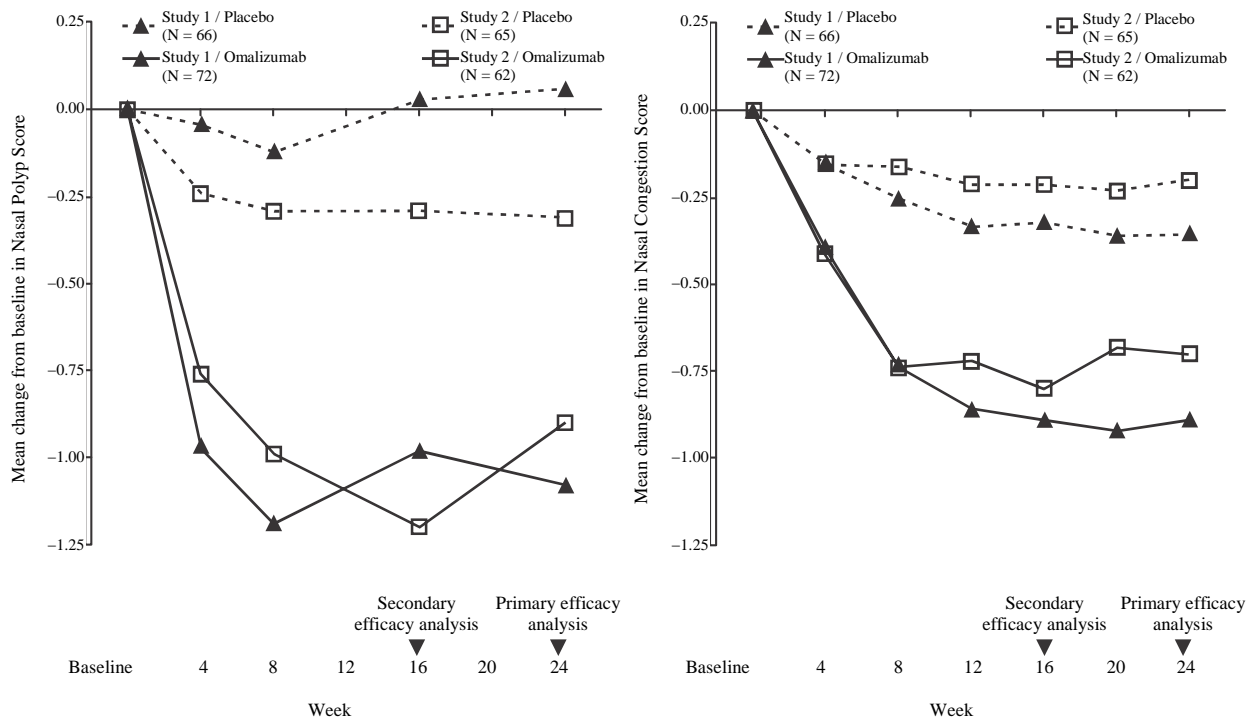 Study 1 / Placebo
(N = 66)
Study 2 / Placebo
(N = 65)
Study 1 / Omalizumab
(N = 72)
Study 2 / Omalizumab
(N = 62)
Mean change from baseline in Nasal Polyp Score
0.25
0.00
−0.25
−0.50
−0.75
−1.00
−1.25
Secondary
efficacy analysis
Primary efficacy
analysis
Baseline 4 8 12 16 20 24
Week
Study 1 / Placebo
(N = 66)
Study 2 / Placebo
(N = 65)
Study 1 / Omalizumab
(N = 72)
Study 2 / Omalizumab
(N = 62)
Mean change from baseline in Nasal Congestion Score
0.25
0.00
−0.25
−0.50
−0.75
−1.00
−1.25
Secondary
efficacy analysis
Primary efficacy
analysis
Baseline 4 8 12 16 20 24
Week